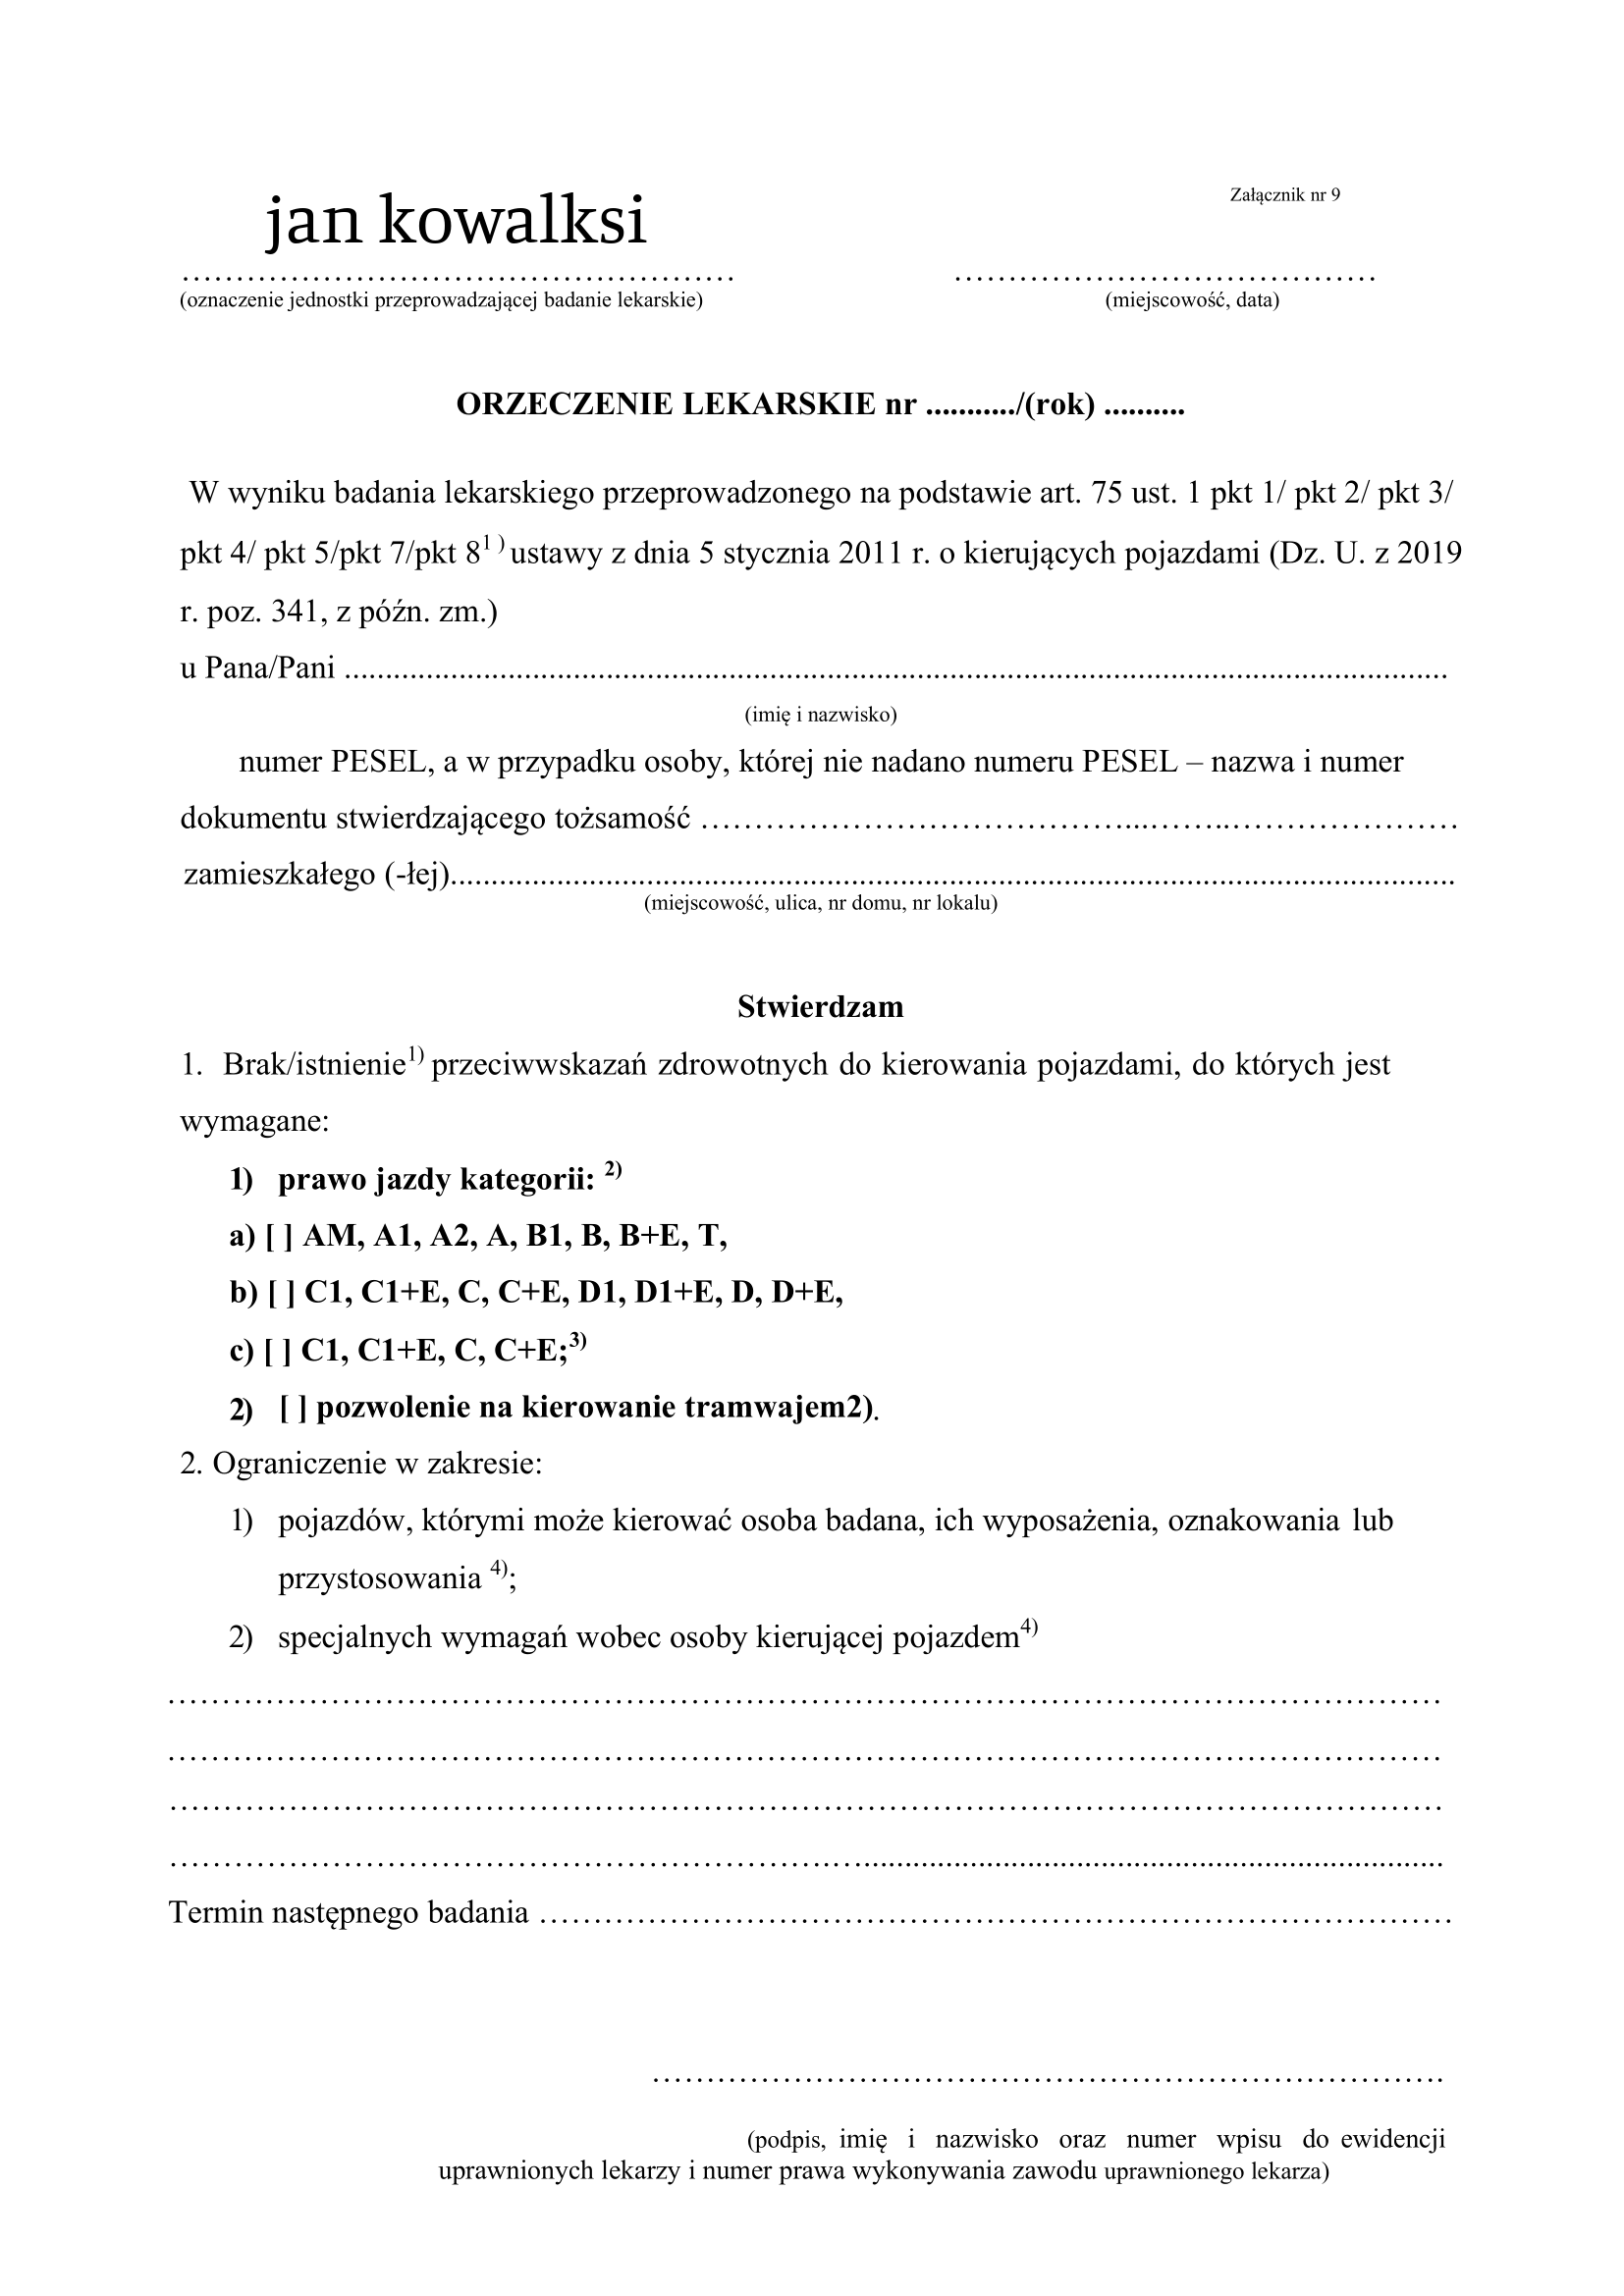 jan kowalksi
Załącznik nr 9
…………………………………………… …………………………………
(oznaczenie jednostki przeprowadzającej badanie lekarskie) (miejscowość, data)
ORZECZENIE LEKARSKIE nr .........../(rok) ..........
W wyniku badania lekarskiego przeprowadzonego na podstawie art. 75 ust. 1 pkt 1/ pkt 2/ pkt 3/
pkt 4/ pkt 5/pkt 7/pkt 8¹ ⁾ ustawy z dnia 5 stycznia 2011 r. o kierujących pojazdami (Dz. U. z 2019
r. poz. 341, z późn. zm.)
u Pana/Pani ........................................................................................................................................
(imię i nazwisko)
numer PESEL, a w przypadku osoby, której nie nadano numeru PESEL – nazwa i numer
dokumentu stwierdzającego tożsamość …………………………………...……..…………………
zamieszkałego (-łej)............................................................................................................................
(miejscowość, ulica, nr domu, nr lokalu)
Stwierdzam
1. Brak/istnienie¹⁾ przeciwwskazań zdrowotnych do kierowania pojazdami, do których jest
wymagane:
1) prawo jazdy kategorii: ²⁾
a) [ ] AM, A1, A2, A, B1, B, B+E, T,
b) [ ] C1, C1+E, C, C+E, D1, D1+E, D, D+E,
c) [ ] C1, C1+E, C, C+E;³⁾
2) [ ] pozwolenie na kierowanie tramwajem2).
2. Ograniczenie w zakresie:
1) pojazdów, którymi może kierować osoba badana, ich wyposażenia, oznakowania lub
przystosowania ⁴⁾;
2) specjalnych wymagań wobec osoby kierującej pojazdem⁴⁾
………………………………………………………………………………………………………
………………………………………………………………………………………………………
………………………………………………………………………………………………………
………………………………………………………........................................................................
Termin następnego badania …………………………………………………………………………
……………………………………………………………….
(podpis, imię i nazwisko oraz numer wpisu do ewidencji
uprawnionych lekarzy i numer prawa wykonywania zawodu uprawnionego lekarza)